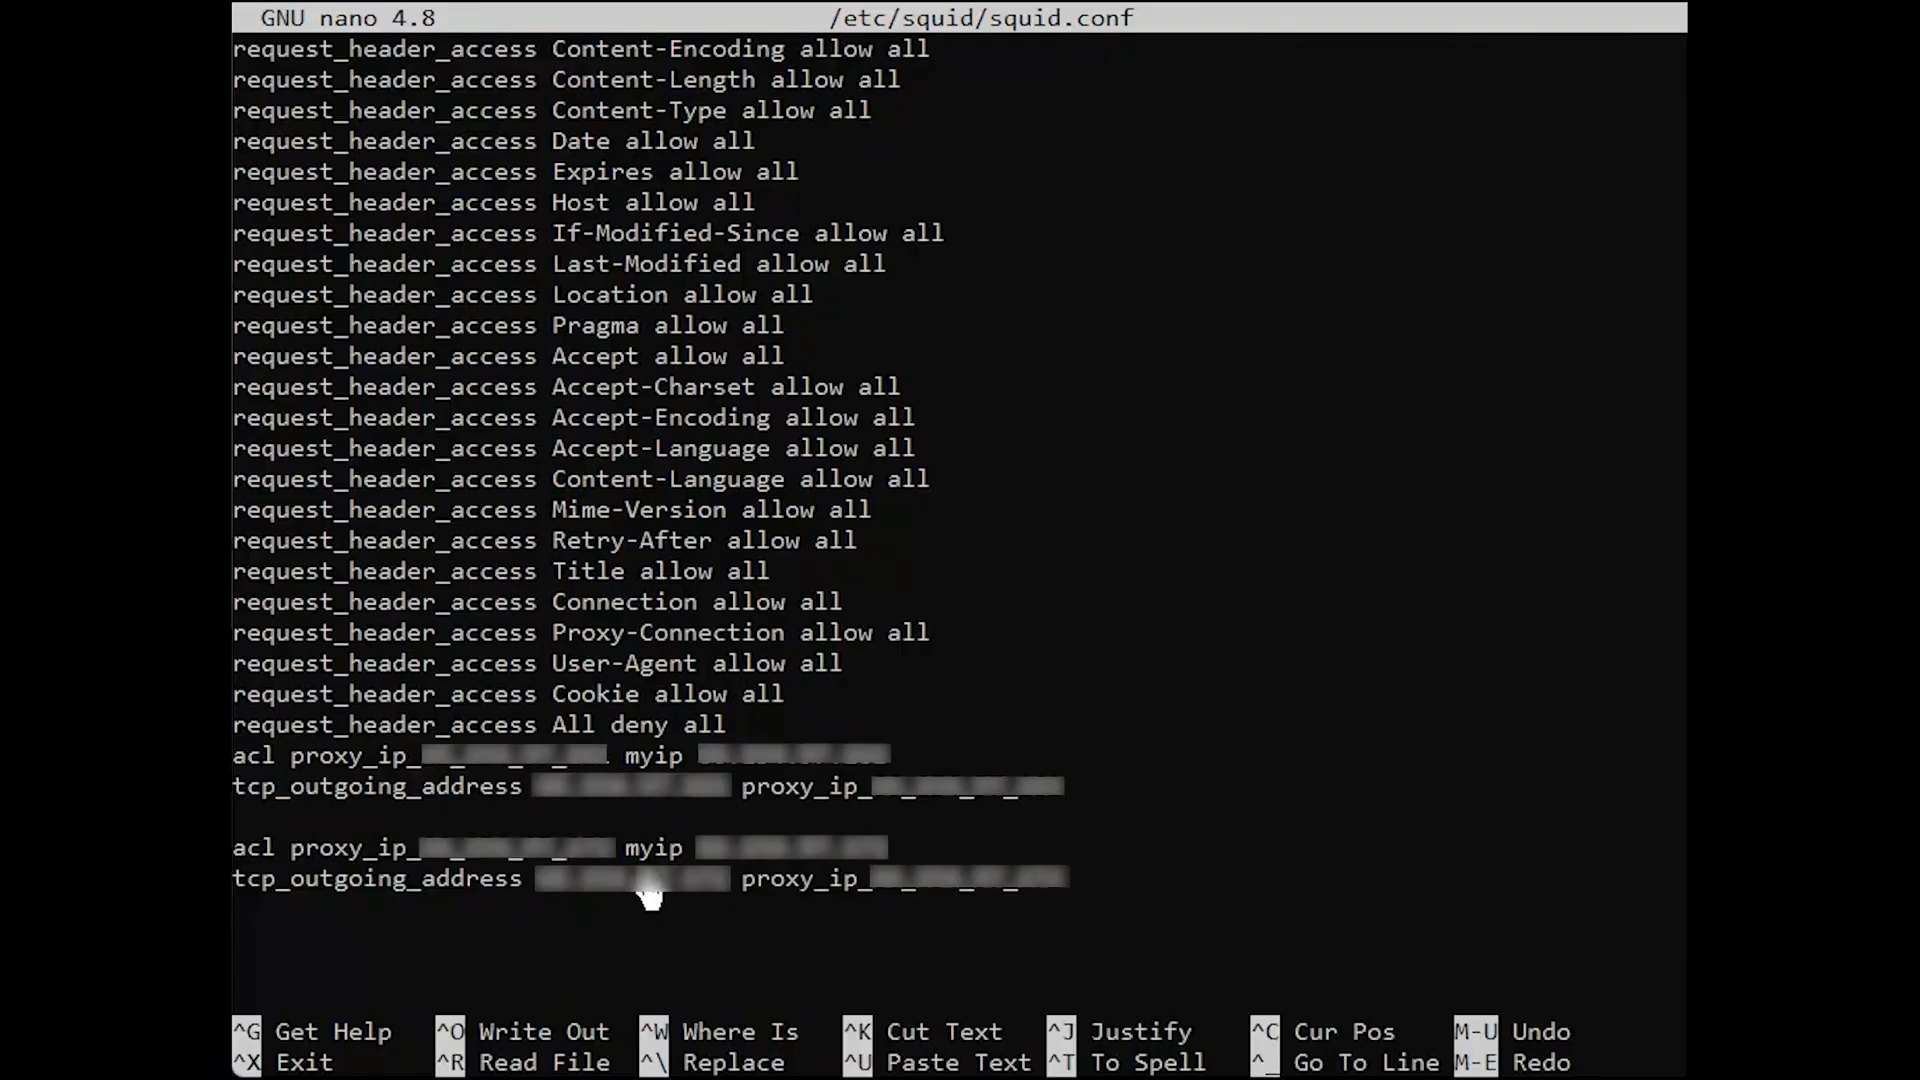 GNU nano 4.8 /etc/squid/squid.conf
request_header_access Content-Encoding allow all
request_header_access Content-Length allow all
request_header_access Content-Type allow all
request_header_access Date allow all
request_header_access Expires allow all
request_header_access Host allow all
request_header_access If-Modified-Since allow all
request_header_access Last-Modified allow all
request_header_access Location allow all
request_header_access Pragma allow all
request_header_access Accept allow all
request_header_access Accept-Charset allow all
request_header_access Accept-Encoding allow all
request_header_access Accept-Language allow all
request_header_access Content-Language allow all
request_header_access Mime-Version allow all
request_header_access Retry-After allow all
request_header_access Title allow all
request_header_access Connection allow all
request_header_access Proxy-Connection allow all
request_header_access User-Agent allow all
request_header_access Cookie allow all
request_header_access All deny all
acl proxy_ip_ myip
tcp_outgoing_address proxy_ip_
acl proxy_ip_ myip
tcp_outgoing_address proxy_ip_
^G Get Help ^O Write Out ^W Where Is ^K Cut Text ^J Justify ^C Cur Pos M-U Undo
^X Exit ^R Read File ^\ Replace ^U Paste Text ^T To Spell ^_ Go To Line M-E Redo